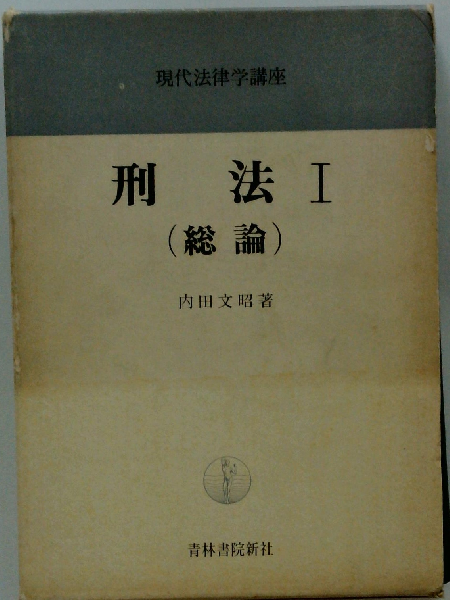 現代法律学講座
刑法 I
(総論)
内田文昭著
青林書院新社